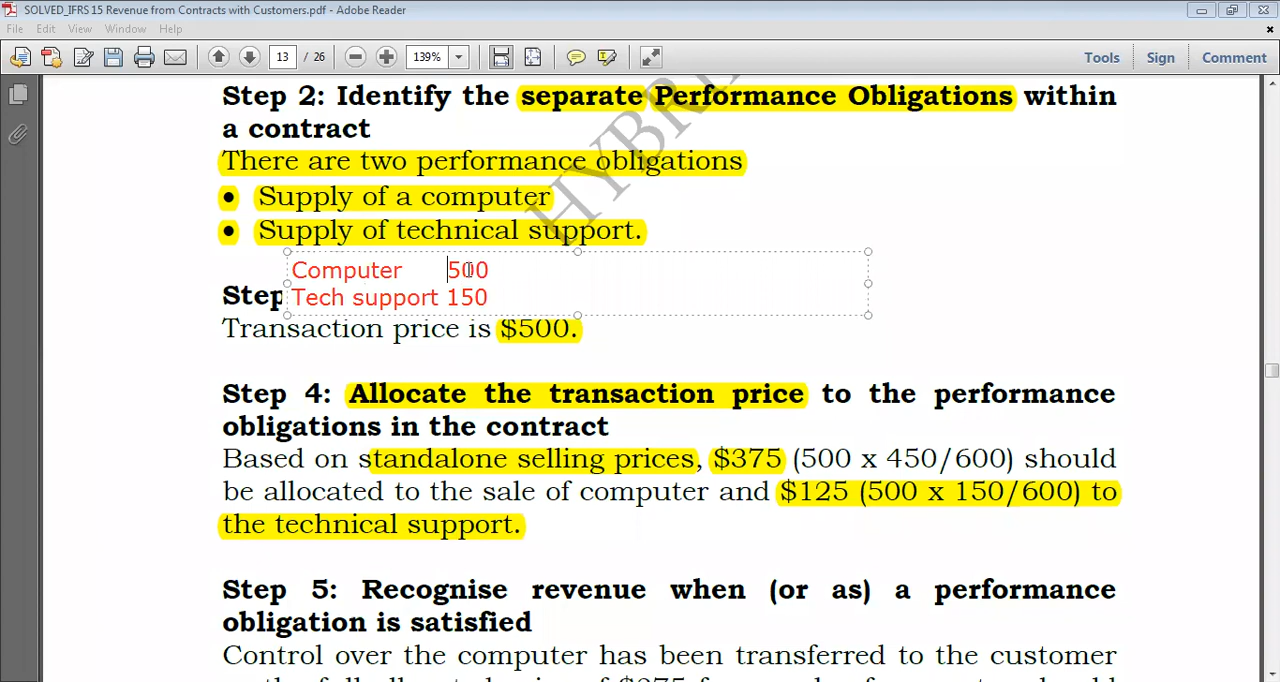 SOLVED_IFRS 15 Revenue from Contracts with Customers.pdf - Adobe Reader
File Edit View Window Help
13 / 26 139% Tools Sign Comment
Step 2: Identify the separate Performance Obligations within
a contract
There are two performance obligations
• Supply of a computer
• Supply of technical support.
Computer 500
Step
Tech support 150
Transaction price is $500.
Step 4: Allocate the transaction price to the performance
obligations in the contract
Based on standalone selling prices, $375 (500 x 450/600) should
be allocated to the sale of computer and $125 (500 x 150/600) to
the technical support.
Step 5: Recognise revenue when (or as) a performance
obligation is satisfied
Control over the computer has been transferred to the customer
HYBRI